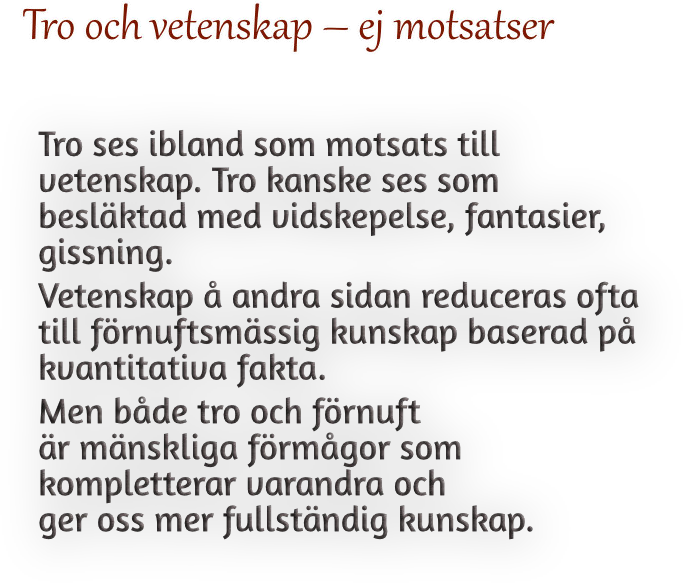 Tro och vetenskap – ej motsatser
Tro ses ibland som motsats till
vetenskap. Tro kanske ses som
besläktad med vidskepelse, fantasier,
gissning.
Vetenskap å andra sidan reduceras ofta
till förnuftsmässig kunskap baserad på
kvantitativa fakta.
Men både tro och förnuft
är mänskliga förmågor som
kompletterar varandra och
ger oss mer fullständig kunskap.